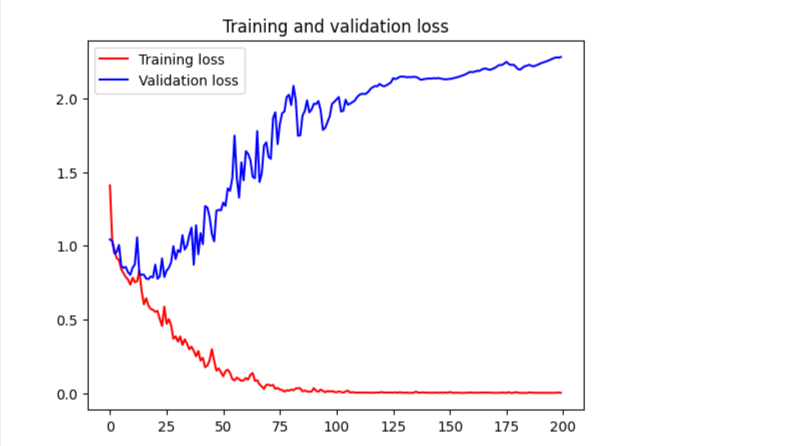 Training and validation loss
Training loss
Validation loss
2.0
1.5
1.0
0.5
0.0
0 25 50 75 100 125 150 175 200